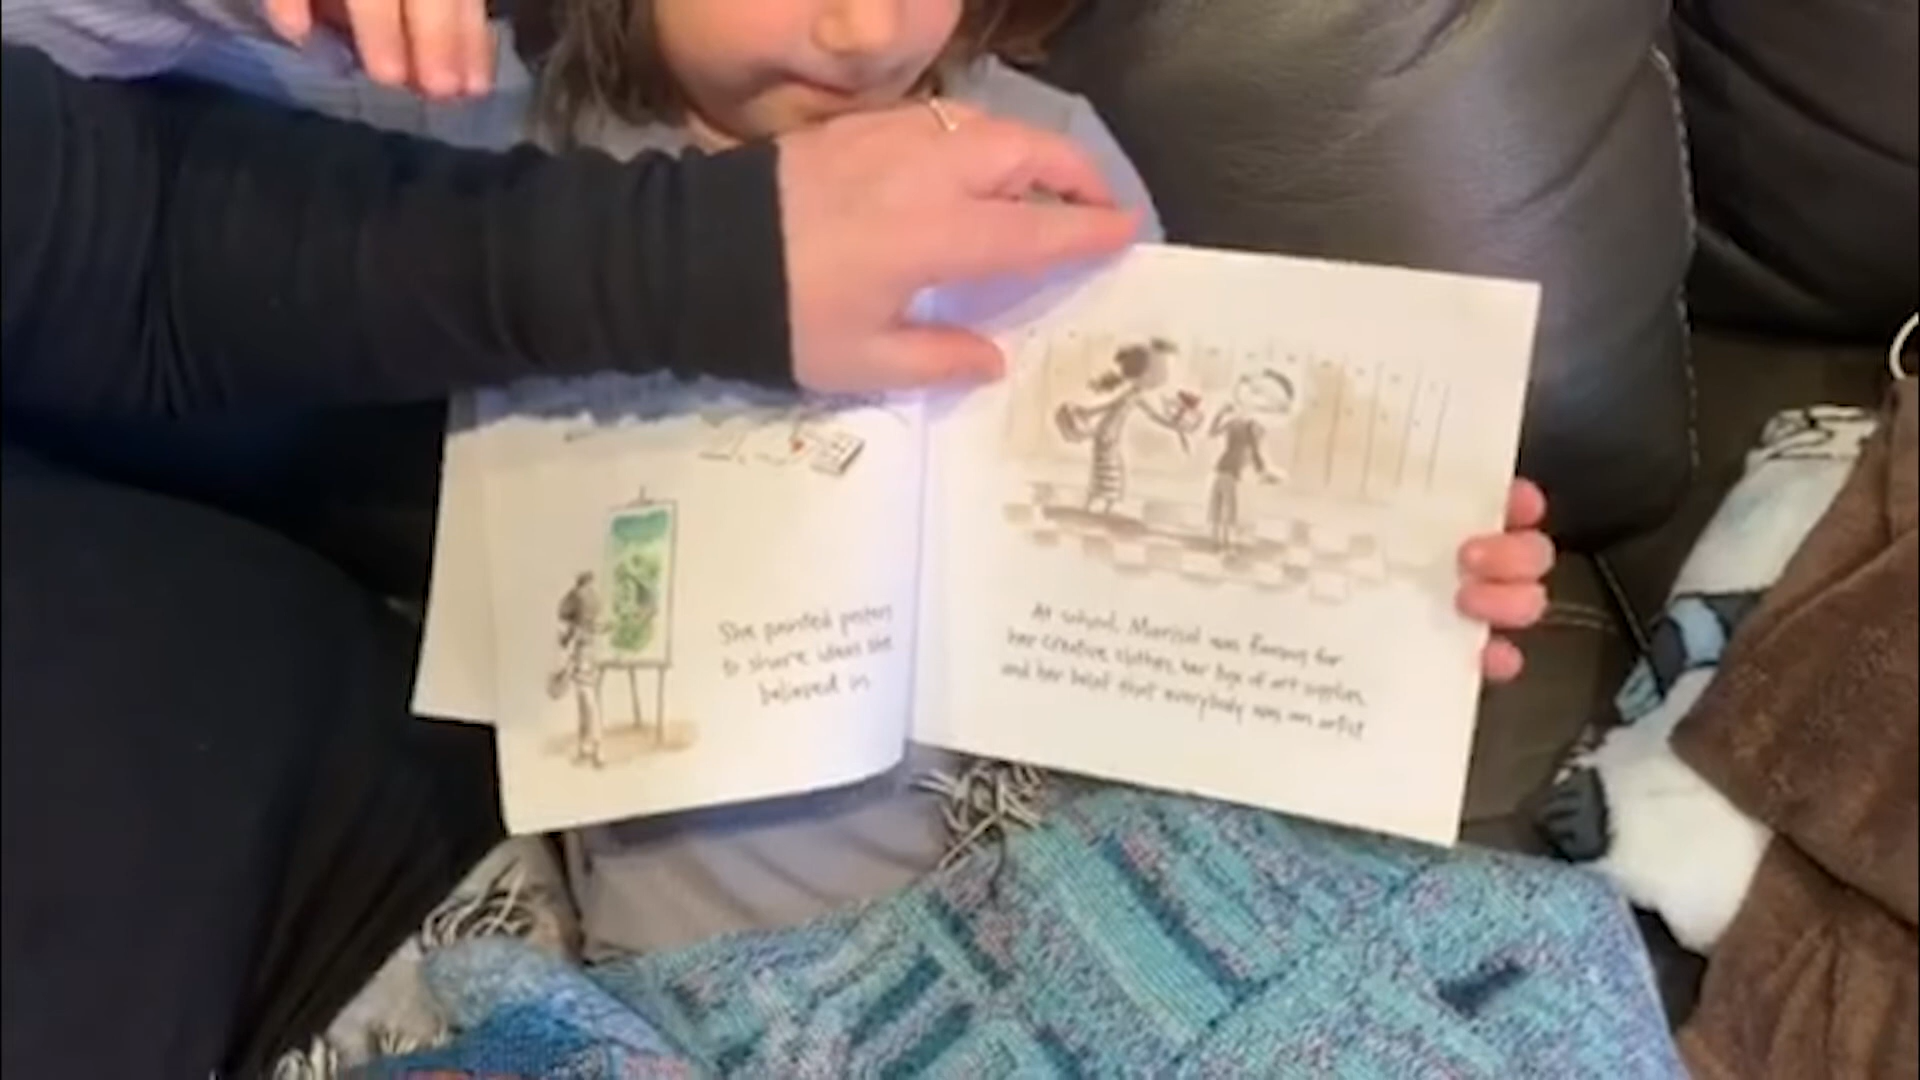 She painted posters
to share ideas she
believed in.
At school, Marisol was famous for
her creative clothes, her box of art supplies,
and her belief that everybody was an artist